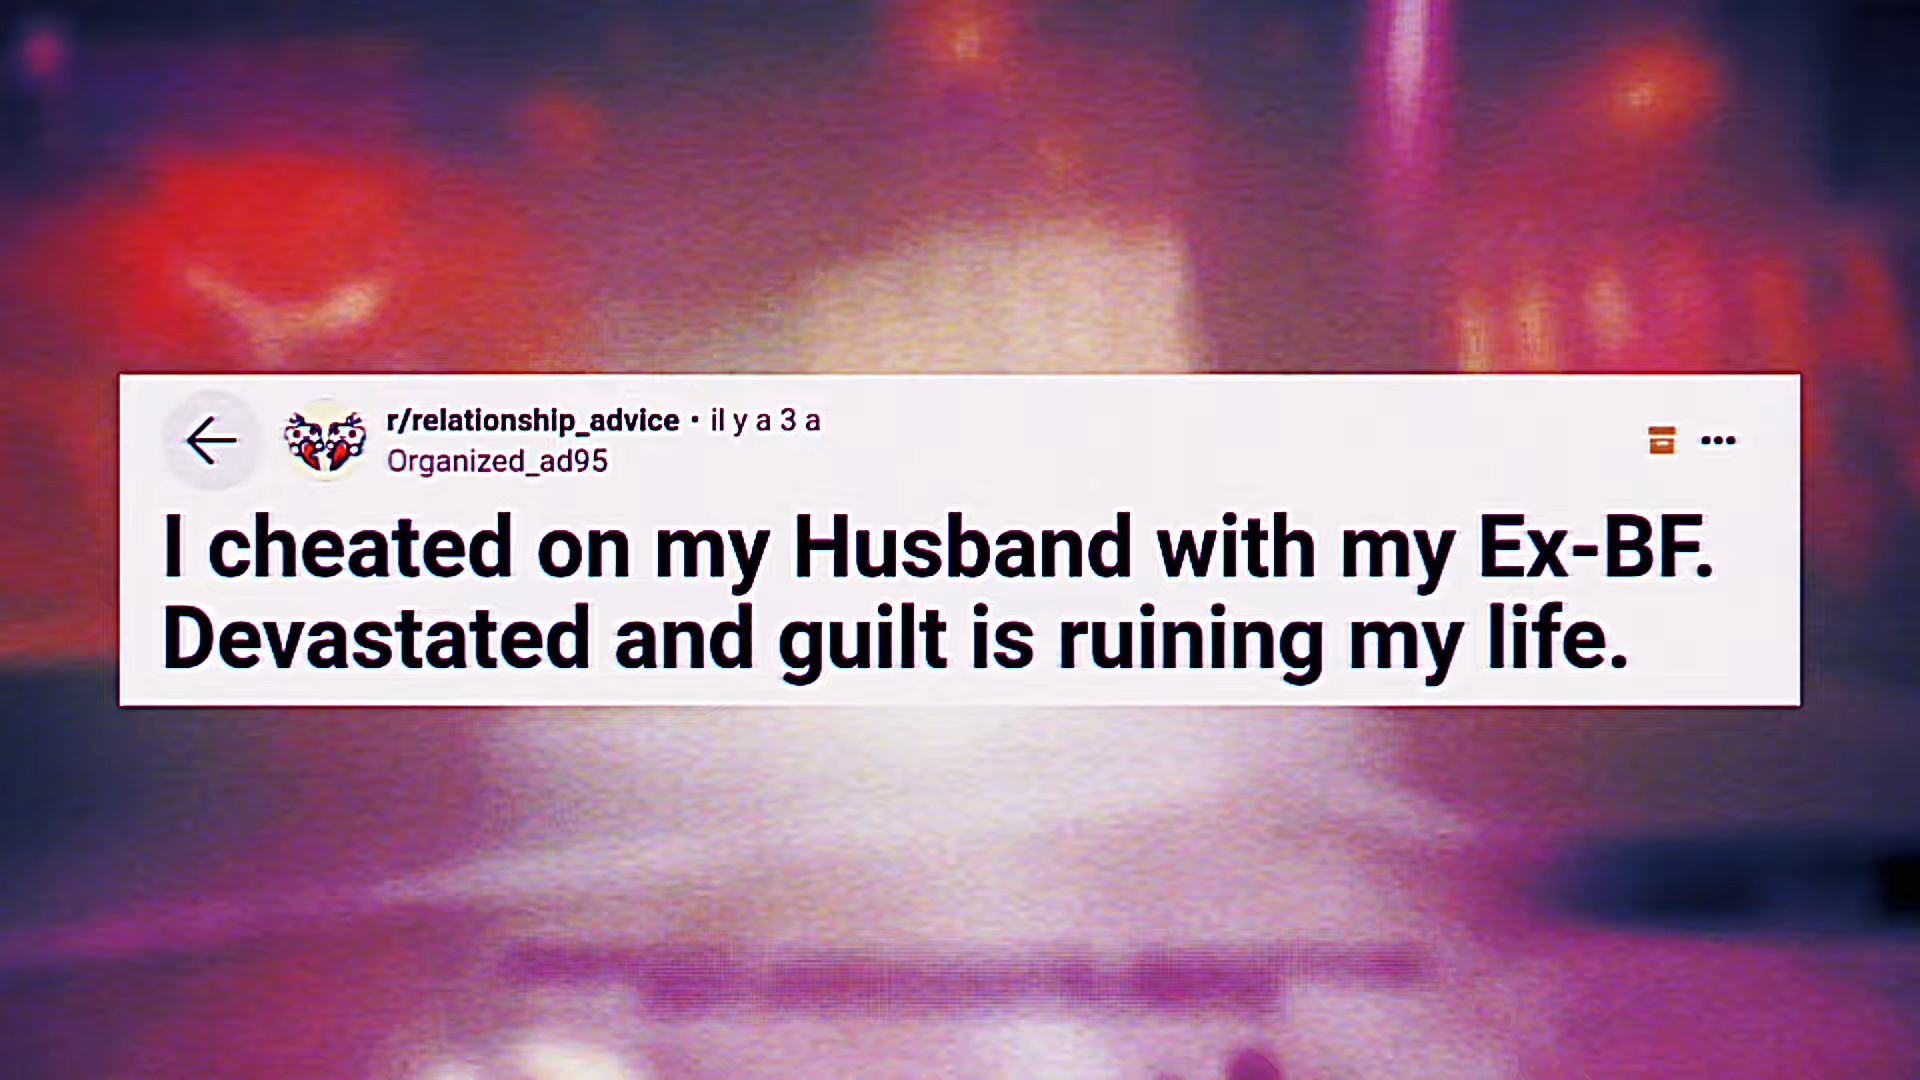 r/relationship_advice • il y a 3 a
Organized_ad95
I cheated on my Husband with my Ex-BF.
Devastated and guilt is ruining my life.